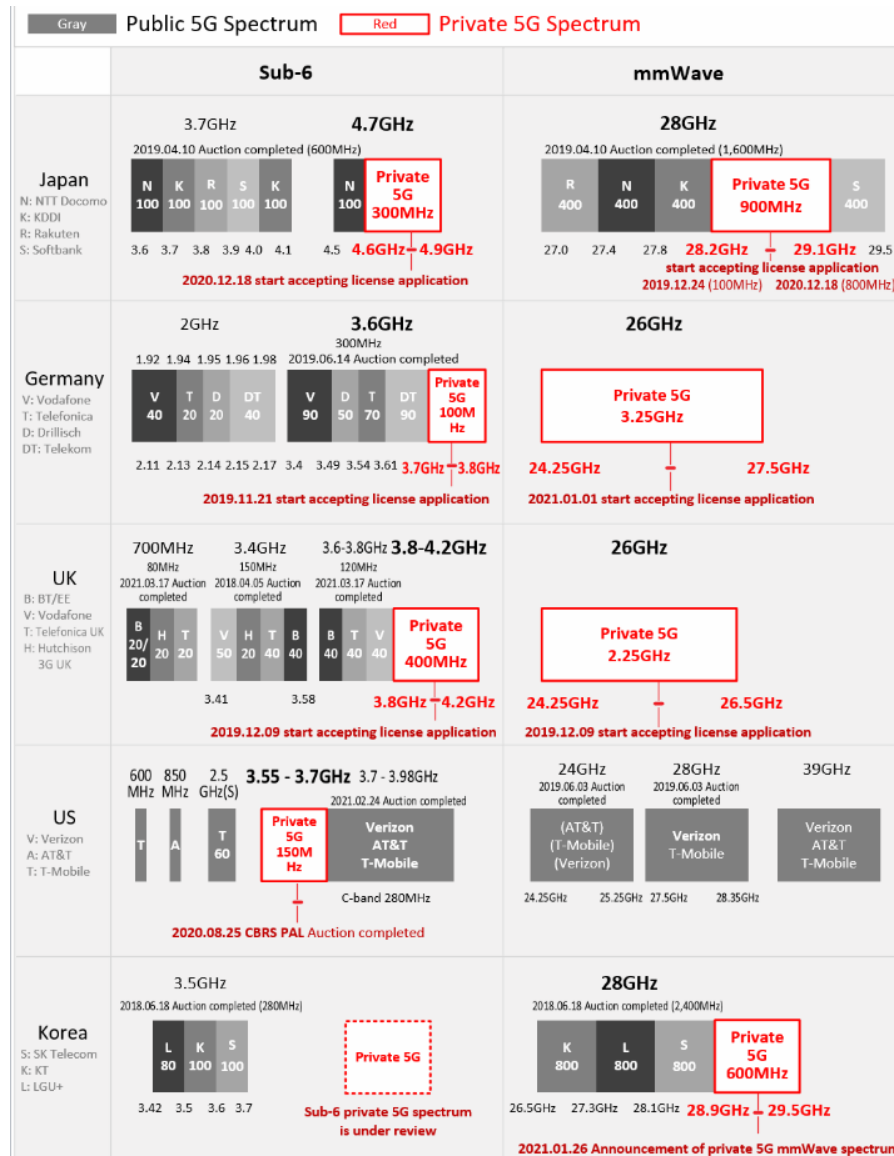 Gray Public 5G Spectrum Red Private 5G Spectrum
Sub-6 mmWave
Japan
N: NTT Docomo
K: KDDI
R: Rakuten
S: Softbank
3.7GHz 4.7GHz
2019.04.10 Auction completed (600MHz)
N K R S K N
100 100 100 100 100 100
Private
5G
300MHz
3.6 3.7 3.8 3.9 4.0 4.1 4.5 4.6GHz 4.9GHz
2020.12.18 start accepting license application
28GHz
2019.04.10 Auction completed (1,600MHz)
R N K S
400 400 400 400
Private 5G
900MHz
27.0 27.4 27.8 28.2GHz 29.1GHz 29.5
start accepting license application
2019.12.24 (100MHz) 2020.12.18 (800MHz)
Germany
V: Vodafone
T: Telefonica
D: Drillisch
DT: Telekom
2GHz 3.6GHz
300MHz
1.92 1.94 1.95 1.96 1.98 2019.06.14 Auction completed
V T D DT V D T DT
40 20 20 40 90 50 70 90
Private
5G
100M
Hz
2.11 2.13 2.14 2.15 2.17 3.4 3.49 3.54 3.61 3.7GHz 3.8GHz
2019.11.21 start accepting license application
26GHz
Private 5G
3.25GHz
24.25GHz 27.5GHz
2021.01.01 start accepting license application
UK
B: BT/EE
V: Vodafone
T: Telefonica UK
H: Hutchison
3G UK
700MHz 3.4GHz 3.6-3.8GHz 3.8-4.2GHz
80MHz 150MHz 120MHz
2021.03.17 Auction 2018.04.05 Auction 2021.03.17 Auction
completed completed completed
B H T V H T B B T V
20/
20 20 20 50 20 40 40 40 40 40
Private
5G
400MHz
3.41 3.58 3.8GHz 4.2GHz
2019.12.09 start accepting license application
26GHz
Private 5G
2.25GHz
24.25GHz 26.5GHz
2019.12.09 start accepting license application
US
V: Verizon
A: AT&T
T: T-Mobile
600 850 2.5 3.55 - 3.7GHz 3.7 - 3.98GHz
MHz MHz GHz(S)
2021.02.24 Auction completed
T A T
60
Private
5G
150M
Hz
Verizon
AT&T
T-Mobile
C-band 280MHz
2020.08.25 CBRS PAL Auction completed
24GHz 28GHz 39GHz
2019.06.03 Auction 2019.06.03 Auction
completed completed
(AT&T) Verizon Verizon
(T-Mobile) T-Mobile AT&T
(Verizon) T-Mobile
24.25GHz 25.25GHz 27.5GHz 28.35GHz
Korea
S: SK Telecom
K: KT
L: LGU+
3.5GHz
2018.06.18 Auction completed (280MHz)
L K S
80 100 100
3.42 3.5 3.6 3.7
Private 5G
Sub-6 private 5G spectrum
is under review
28GHz
2018.06.18 Auction completed (2,400MHz)
K L S
800 800 800
Private
5G
600MHz
26.5GHz 27.3GHz 28.1GHz 28.9GHz 29.5GHz
2021.01.26 Announcement of private 5G mmWave spectrum